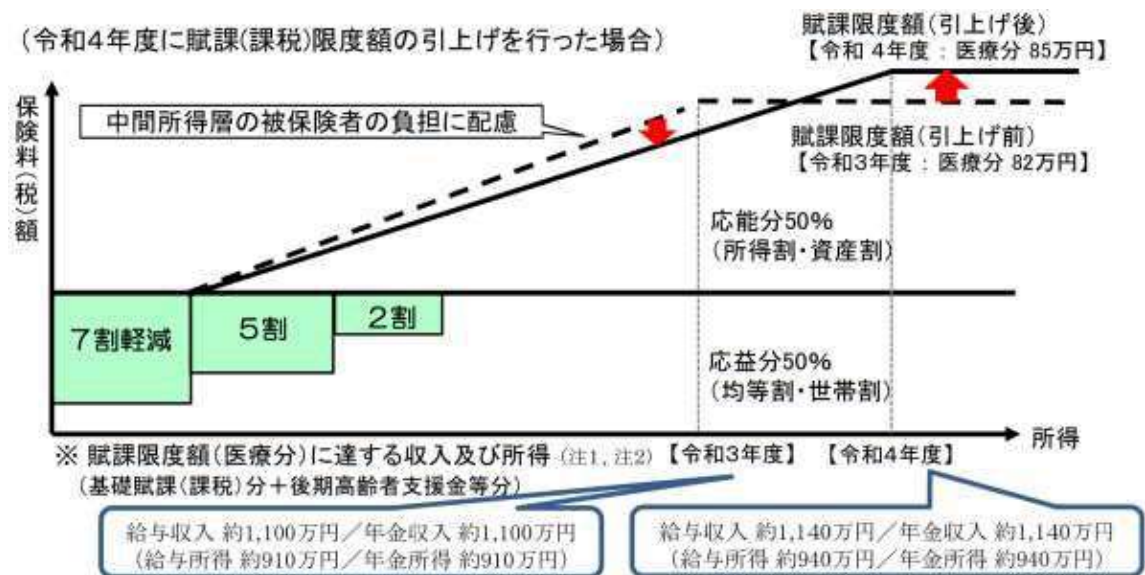 (令和4年度に賦課(課税)限度額の引上げを行った場合)
賦課限度額(引上げ後)
【令和 4年度 : 医療分 85万円】
保険料(税)額
中間所得層の被保険者の負担に配慮
賦課限度額(引上げ前)
【令和3年度 : 医療分 82万円】
応能分50%
(所得割・資産割)
7割軽減
5割
2割
応益分50%
(均等割・世帯割)
所得
※ 賦課限度額(医療分)に達する収入及び所得 (注1, 注2) 【令和3年度】 【令和4年度】
(基礎賦課(課税)分+後期高齢者支援金等分)
給与収入 約1,100万円/年金収入 約1,100万円
(給与所得 約910万円/年金所得 約910万円)
給与収入 約1,140万円/年金収入 約1,140万円
(給与所得 約940万円/年金所得 約940万円)